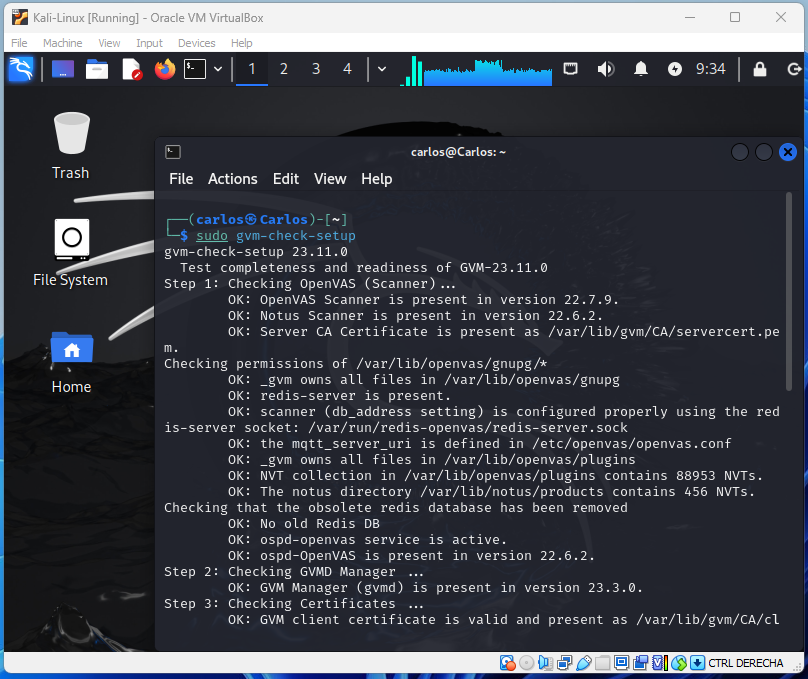 Kali-Linux [Running] - Oracle VM VirtualBox
File Machine View Input Devices Help
1 2 3 4 9:34
Trash
File System
Home
carlos@Carlos: ~
File Actions Edit View Help
┌──(carlos㉿Carlos)-[~]
└─$ sudo gvm-check-setup
gvm-check-setup 23.11.0
  Test completeness and readiness of GVM-23.11.0
Step 1: Checking OpenVAS (Scanner)...
        OK: OpenVAS Scanner is present in version 22.7.9.
        OK: Notus Scanner is present in version 22.6.2.
        OK: Server CA Certificate is present as /var/lib/gvm/CA/servercert.pe
m.
Checking permissions of /var/lib/openvas/gnupg/*
        OK: _gvm owns all files in /var/lib/openvas/gnupg
        OK: redis-server is present.
        OK: scanner (db_address setting) is configured properly using the red
is-server socket: /var/run/redis-openvas/redis-server.sock
        OK: the mqtt_server_uri is defined in /etc/openvas/openvas.conf
        OK: _gvm owns all files in /var/lib/openvas/plugins
        OK: NVT collection in /var/lib/openvas/plugins contains 88953 NVTs.
        OK: The notus directory /var/lib/notus/products contains 456 NVTs.
Checking that the obsolete redis database has been removed
        OK: No old Redis DB
        OK: ospd-openvas service is active.
        OK: ospd-OpenVAS is present in version 22.6.2.
Step 2: Checking GVMD Manager ...
        OK: GVM Manager (gvmd) is present in version 23.3.0.
Step 3: Checking Certificates ...
        OK: GVM client certificate is valid and present as /var/lib/gvm/CA/cl
CTRL DERECHA